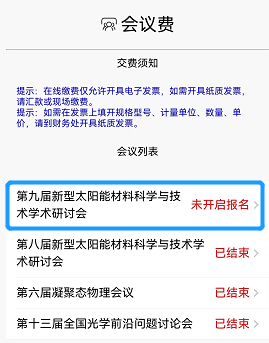 会议费
交费须知
提示：在线缴费仅允许开具电子发票，如需开具纸质发票，
请汇款或现场缴费。
提示：如需在发票上填开规格型号、计量单位、数量、单
价，请到财务处开具纸质发票。
会议列表
第九届新型太阳能材料科学与技
术学术研讨会
未开启报名
第八届新型太阳能材料科学与技术学
术研讨会
已结束
第六届凝聚态物理会议
已结束
第十三届全国光学前沿问题讨论会
已结束